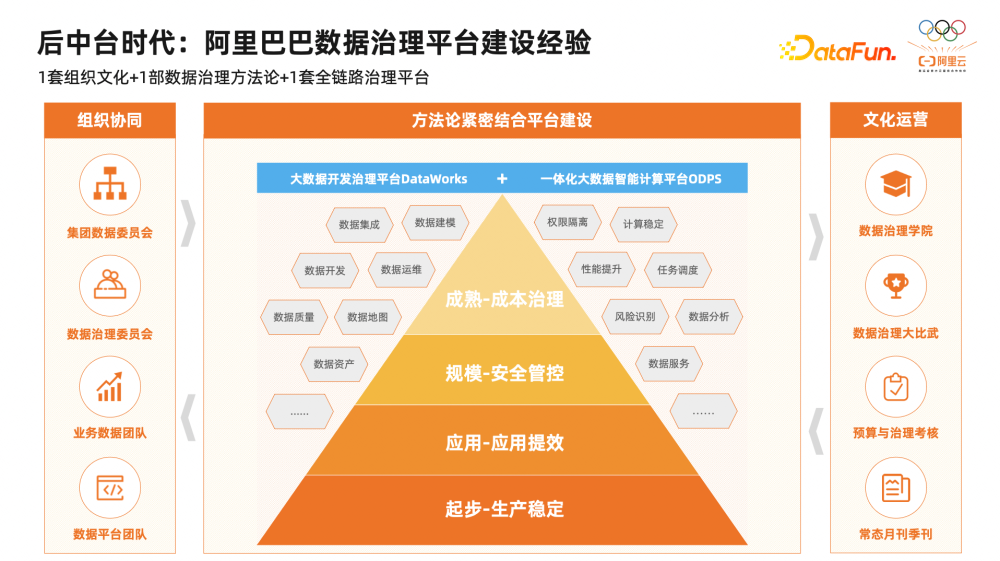 后中台时代：阿里巴巴数据治理平台建设经验
1套组织文化+1部数据治理方法论+1套全链路治理平台
DataFun.
阿里云
组织协同
集团数据委员会
数据治理委员会
业务数据团队
数据平台团队
方法论紧密结合平台建设
大数据开发治理平台DataWorks + 一体化大数据智能计算平台ODPS
数据集成
数据建模
权限隔离
计算稳定
数据开发
数据运维
性能提升
任务调度
数据质量
数据地图
风险识别
数据分析
数据资产
数据服务
......
......
成熟-成本治理
规模-安全管控
应用-应用提效
起步-生产稳定
文化运营
数据治理学院
数据治理大比武
预算与治理考核
常态月刊季刊